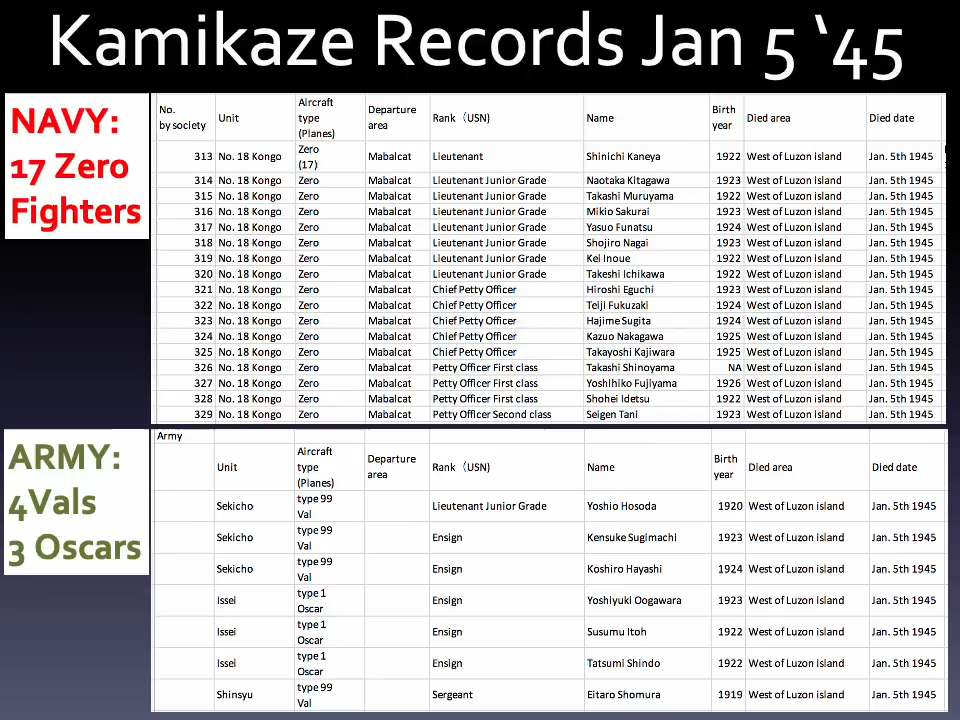 Kamikaze Records Jan 5 ‘45
NAVY:
17 Zero
Fighters
No. by society Unit Aircraft type (Planes) Departure area Rank（USN） Name Birth year Died area Died date
313 No. 18 Kongo Zero (17) Mabalcat Lieutenant Shinichi Kaneya 1922 West of Luzon island Jan. 5th 1945
314 No. 18 Kongo Zero Mabalcat Lieutenant Junior Grade Naotaka Kitagawa 1923 West of Luzon island Jan. 5th 1945
315 No. 18 Kongo Zero Mabalcat Lieutenant Junior Grade Takashi Muruyama 1922 West of Luzon island Jan. 5th 1945
316 No. 18 Kongo Zero Mabalcat Lieutenant Junior Grade Mikio Sakurai 1923 West of Luzon island Jan. 5th 1945
317 No. 18 Kongo Zero Mabalcat Lieutenant Junior Grade Yasuo Funatsu 1924 West of Luzon island Jan. 5th 1945
318 No. 18 Kongo Zero Mabalcat Lieutenant Junior Grade Shojiro Nagai 1923 West of Luzon island Jan. 5th 1945
319 No. 18 Kongo Zero Mabalcat Lieutenant Junior Grade Kei Inoue 1922 West of Luzon island Jan. 5th 1945
320 No. 18 Kongo Zero Mabalcat Lieutenant Junior Grade Takeshi Ichikawa 1922 West of Luzon island Jan. 5th 1945
321 No. 18 Kongo Zero Mabalcat Chief Petty Officer Hiroshi Eguchi 1923 West of Luzon island Jan. 5th 1945
322 No. 18 Kongo Zero Mabalcat Chief Petty Officer Teiji Fukuzaki 1924 West of Luzon island Jan. 5th 1945
323 No. 18 Kongo Zero Mabalcat Chief Petty Officer Hajime Sugita 1924 West of Luzon island Jan. 5th 1945
324 No. 18 Kongo Zero Mabalcat Chief Petty Officer Kazuo Nakagawa 1925 West of Luzon island Jan. 5th 1945
325 No. 18 Kongo Zero Mabalcat Chief Petty Officer Takayoshi Kajiwara 1925 West of Luzon island Jan. 5th 1945
326 No. 18 Kongo Zero Mabalcat Petty Officer First class Takashi Shinoyama NA West of Luzon island Jan. 5th 1945
327 No. 18 Kongo Zero Mabalcat Petty Officer First class Yoshihiko Fujiyama 1926 West of Luzon island Jan. 5th 1945
328 No. 18 Kongo Zero Mabalcat Petty Officer First class Shohei Idetsu 1922 West of Luzon island Jan. 5th 1945
329 No. 18 Kongo Zero Mabalcat Petty Officer Second class Seigen Tani 1923 West of Luzon island Jan. 5th 1945
ARMY:
4Vals
3 Oscars
Army
Unit Aircraft type (Planes) Departure area Rank（USN） Name Birth year Died area Died date
Sekicho type 99 Val Lieutenant Junior Grade Yoshio Hosoda 1920 West of Luzon island Jan. 5th 1945
Sekicho type 99 Val Ensign Kensuke Sugimachi 1923 West of Luzon island Jan. 5th 1945
Sekicho type 99 Val Ensign Koshiro Hayashi 1924 West of Luzon island Jan. 5th 1945
Issei type 1 Oscar Ensign Yoshiyuki Oogawara 1923 West of Luzon island Jan. 5th 1945
Issei type 1 Oscar Ensign Susumu Itoh 1922 West of Luzon island Jan. 5th 1945
Issei type 1 Oscar Ensign Tatsumi Shindo 1922 West of Luzon island Jan. 5th 1945
Shinsyu type 99 Val Sergeant Eitaro Shomura 1919 West of Luzon island Jan. 5th 1945